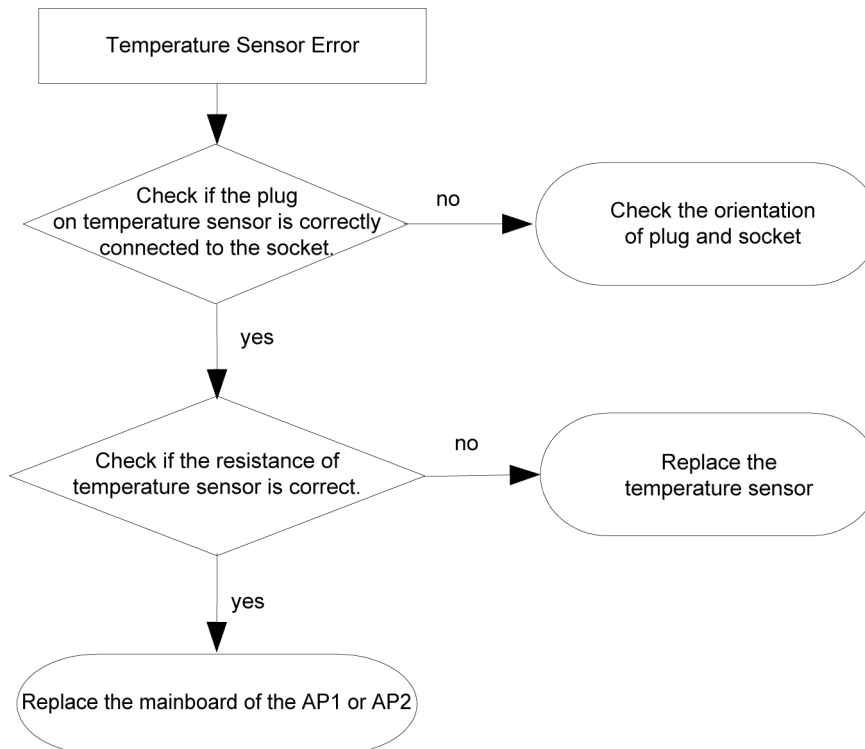 Temperature Sensor Error
Check if the plug
on temperature sensor is correctly
connected to the socket.
no
Check the orientation
of plug and socket
yes
Check if the resistance of
temperature sensor is correct.
no
Replace the
temperature sensor
yes
Replace the mainboard of the AP1 or AP2